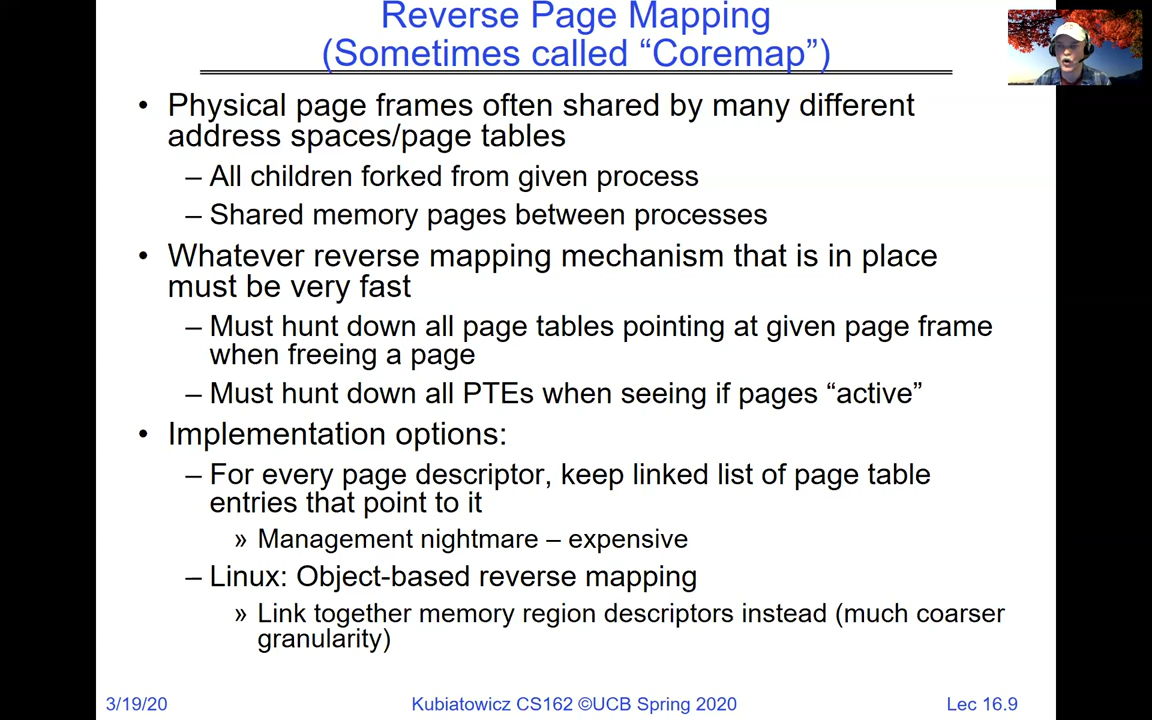 Reverse Page Mapping
(Sometimes called “Coremap”)
• Physical page frames often shared by many different
address spaces/page tables
– All children forked from given process
– Shared memory pages between processes
• Whatever reverse mapping mechanism that is in place
must be very fast
– Must hunt down all page tables pointing at given page frame
when freeing a page
– Must hunt down all PTEs when seeing if pages “active”
• Implementation options:
– For every page descriptor, keep linked list of page table
entries that point to it
» Management nightmare – expensive
– Linux: Object-based reverse mapping
» Link together memory region descriptors instead (much coarser
granularity)
3/19/20
Kubiatowicz CS162 ©UCB Spring 2020
Lec 16.9